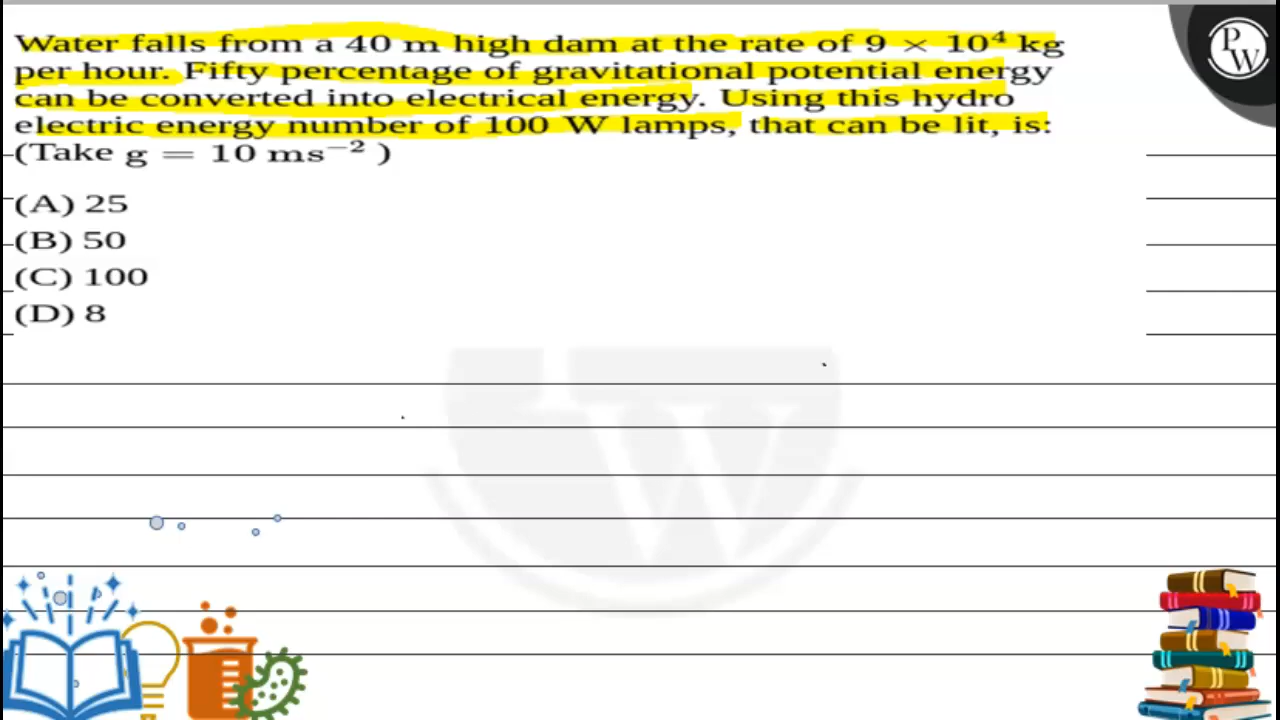 Water falls from a 40 m high dam at the rate of 9 × 10⁴ kg
per hour. Fifty percentage of gravitational potential energy
can be converted into electrical energy. Using this hydro
electric energy number of 100 W lamps, that can be lit, is:
(Take g = 10 ms⁻² )
(A) 25
(B) 50
(C) 100
(D) 8
P
W
W